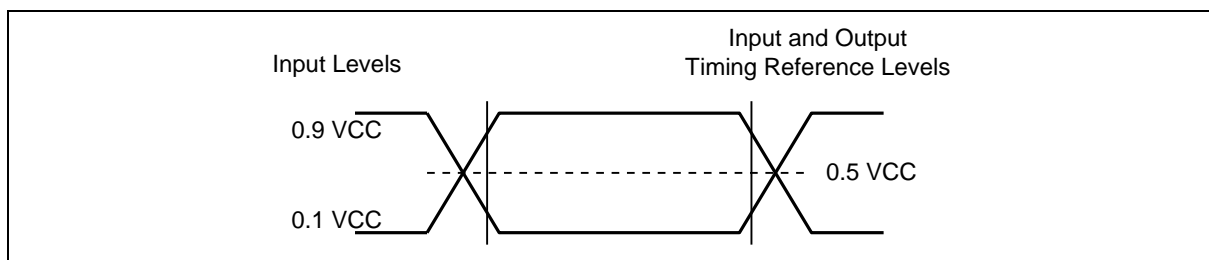 Input Levels
Input and Output
Timing Reference Levels
0.9 VCC
0.5 VCC
0.1 VCC